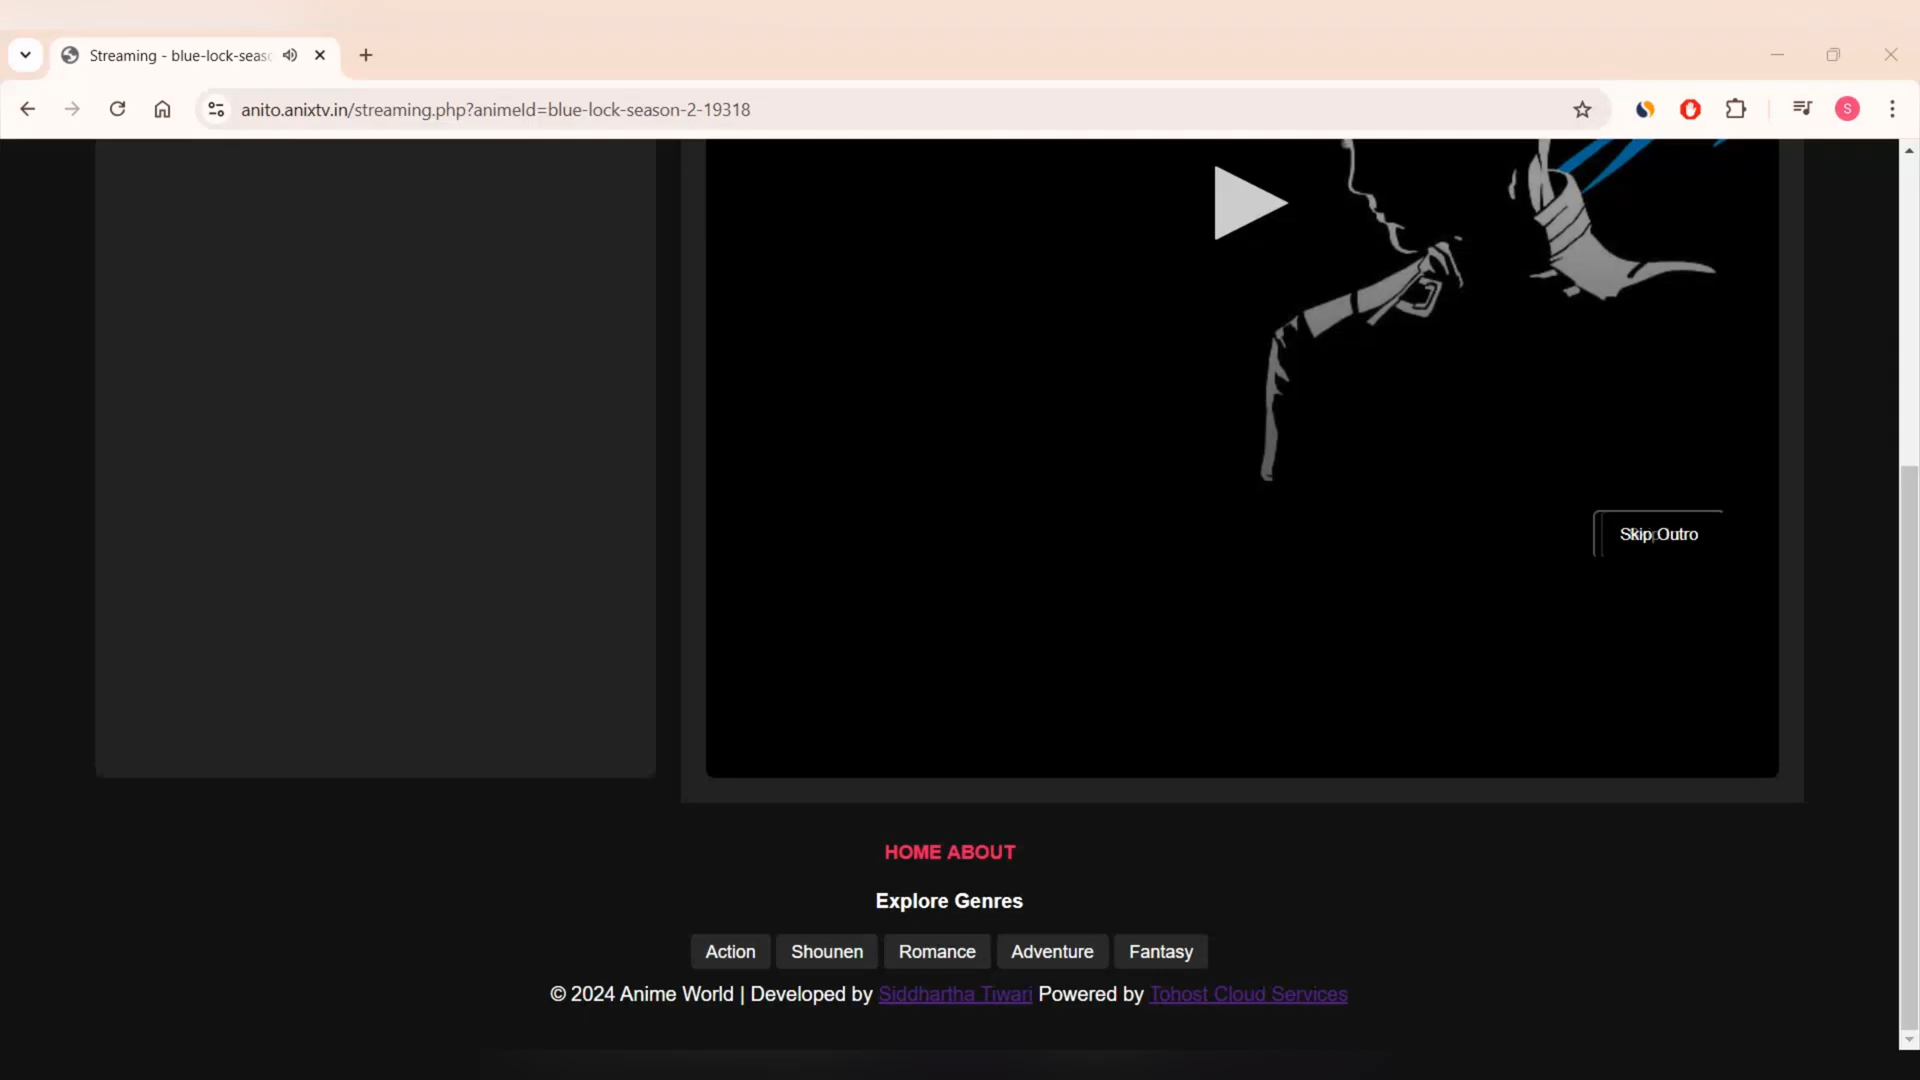 Streaming - blue-lock-seas
anito.anixtv.in/streaming.php?animeId=blue-lock-season-2-19318
S
Skip Outro
HOME ABOUT
Explore Genres
Action Shounen Romance Adventure Fantasy
© 2024 Anime World | Developed by Siddhartha Tiwari Powered by Tohost Cloud Services